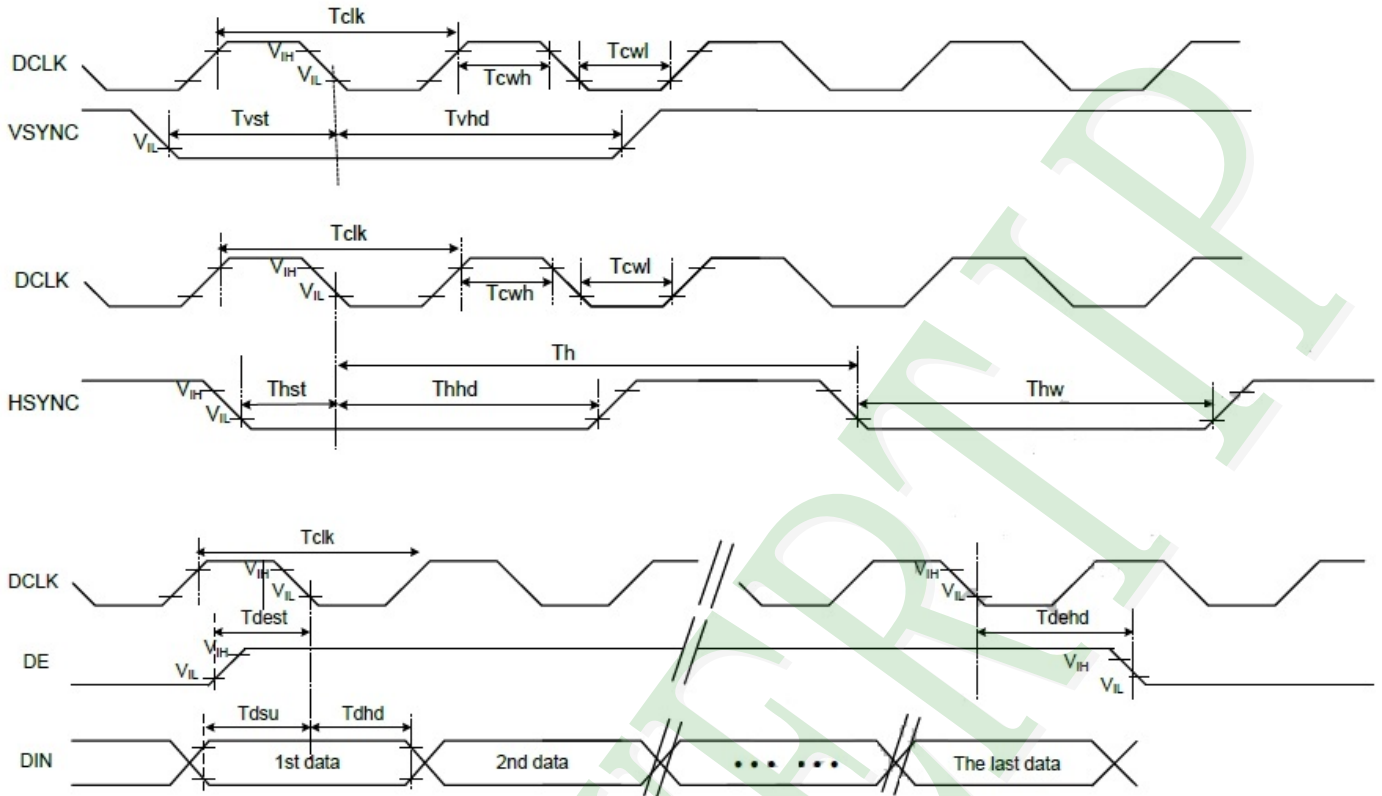 Tclk
DCLK
VIH
VIL
Tcwh
Tcwl
VSYNC
VIL
Tvst
Tvhd
Tclk
DCLK
VIH
VIL
Tcwh
Tcwl
Th
HSYNC
VIH
VIL
Thst
Thhd
Thw
Tclk
DCLK
VIH
VIL
VIH
VIL
Tdest
Tdehd
DE
VIH
VIL
VIH
VIL
Tdsu
Tdhd
DIN
1st data
2nd data
The last data